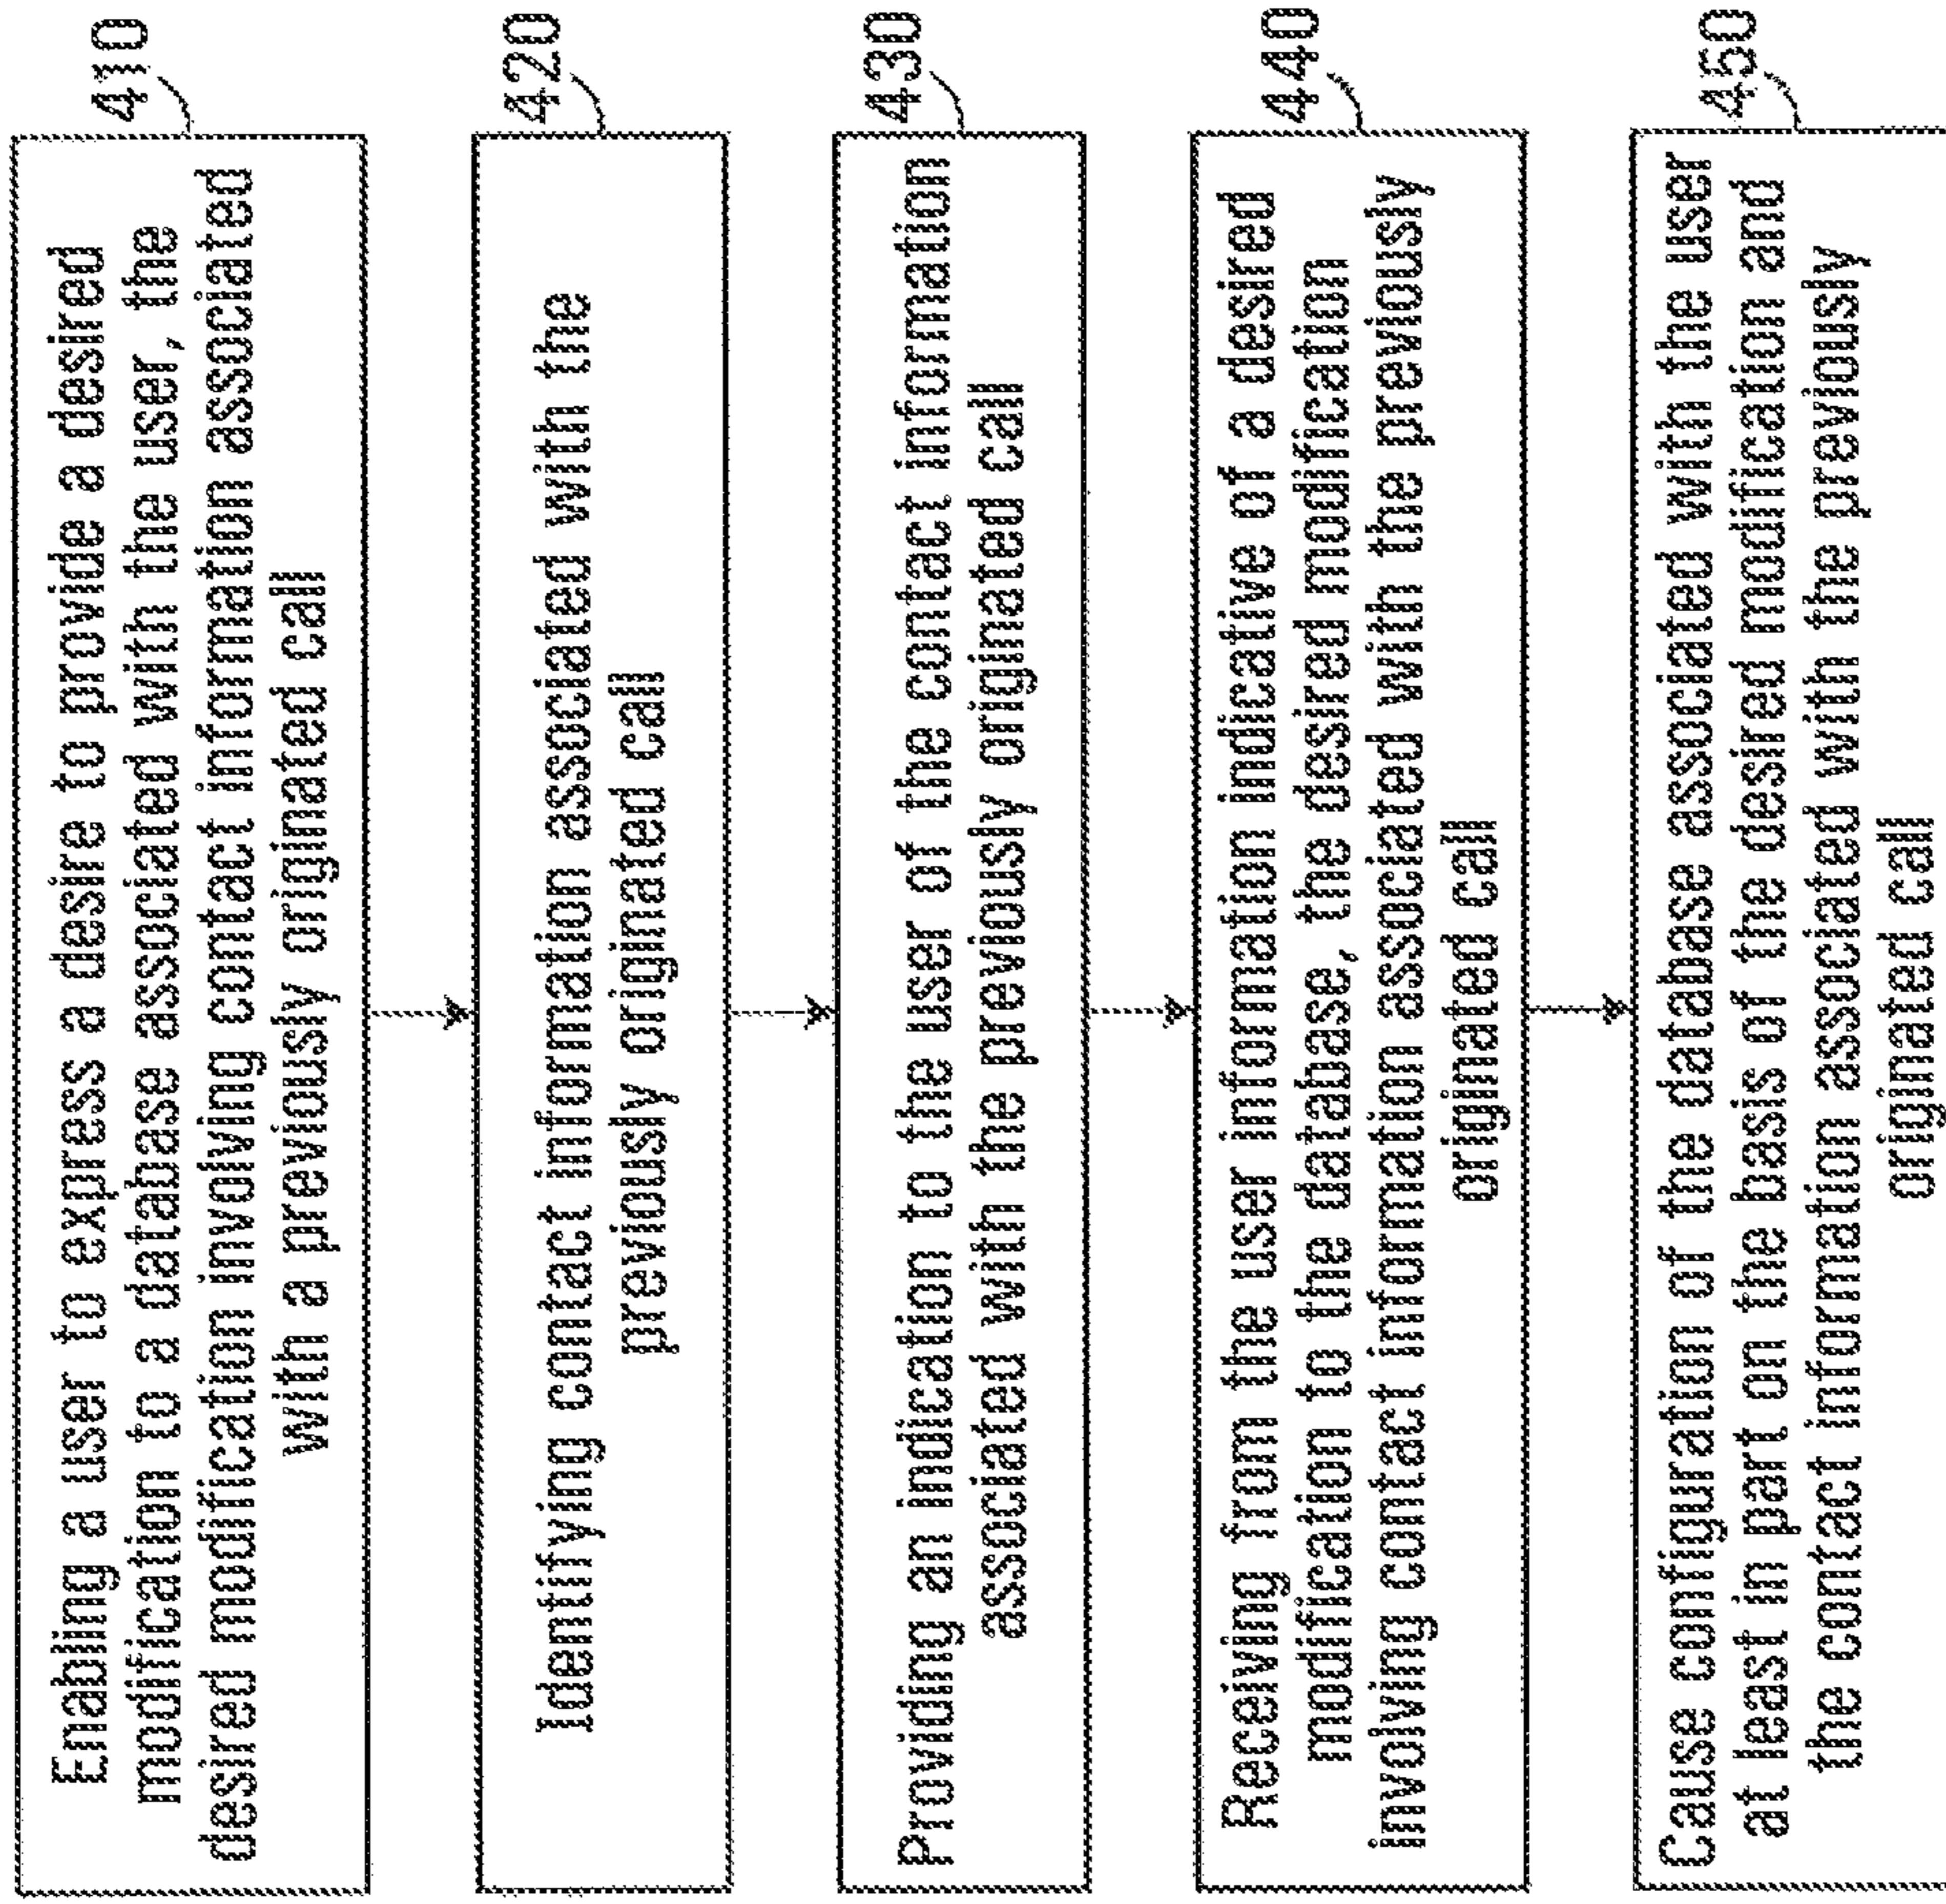 Enabling a user to express a desire to provide a desired
modification to a database associated with the user, the
desired modification involving contact information associated
with a previously originated call
410
Identifying contact information associated with the
previously originated call
420
Providing an indication to the user of the contact information
associated with the previously originated call
430
Receiving from the user information indicative of a desired
modification to the database, the desired modification
involving contact information associated with the previously
originated call
440
Cause configuration of the database associated with the user
at least in part on the basis of the desired modification and
the contact information associated with the previously
originated call
450